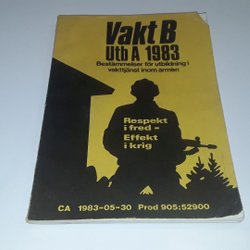 Vakt B
Utb A 1983
Bestämmelser för utbildning i
vakttjänst inom armén
Respekt
i fred -
Effekt
i krig
CA 1983-05-30 Prod 905:52900